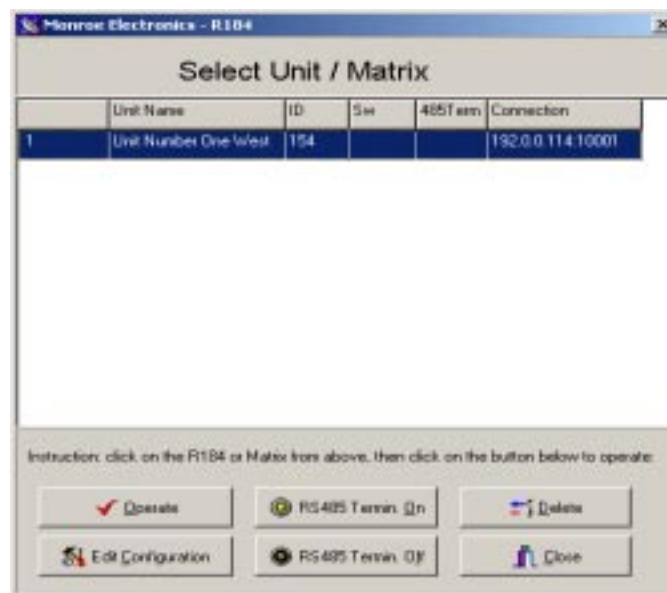 Monroe Electronics - R184
Select Unit / Matrix
Unit Name ID 485Term Connection
1 Unit Number One West 154 192.0.0.114:10001
Instruction: click on the R184 or Matrix from above, then click on the button below to operate:
Operate RS485 Termin. On Delete
Edit Configuration RS485 Termin. Off Close